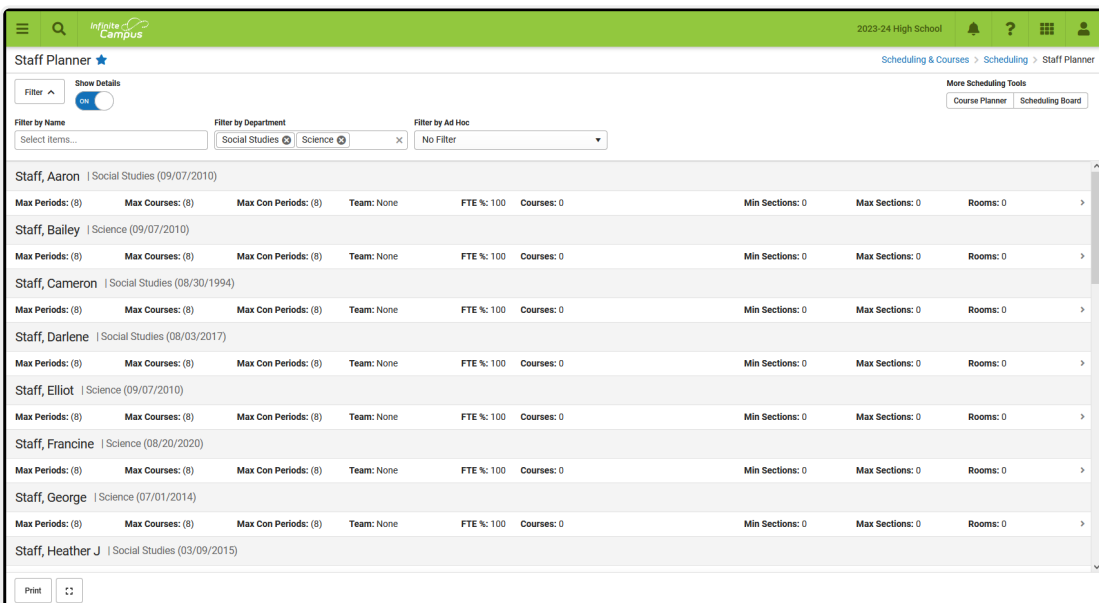 Infinite Campus 2023-24 High School ?
Staff Planner Scheduling & Courses > Scheduling > Staff Planner
Filter Show Details More Scheduling Tools
ON Course Planner Scheduling Board
Filter by Name Filter by Department Filter by Ad Hoc
Select items... Social Studies Science × No Filter
Staff, Aaron | Social Studies (09/07/2010)
Max Periods: (8) Max Courses: (8) Max Con Periods: (8) Team: None FTE %: 100 Courses: 0 Min Sections: 0 Max Sections: 0 Rooms: 0 >
Staff, Bailey | Science (09/07/2010)
Max Periods: (8) Max Courses: (8) Max Con Periods: (8) Team: None FTE %: 100 Courses: 0 Min Sections: 0 Max Sections: 0 Rooms: 0 >
Staff, Cameron | Social Studies (08/30/1994)
Max Periods: (8) Max Courses: (8) Max Con Periods: (8) Team: None FTE %: 100 Courses: 0 Min Sections: 0 Max Sections: 0 Rooms: 0 >
Staff, Darlene | Social Studies (08/03/2017)
Max Periods: (8) Max Courses: (8) Max Con Periods: (8) Team: None FTE %: 100 Courses: 0 Min Sections: 0 Max Sections: 0 Rooms: 0 >
Staff, Elliot | Science (09/07/2010)
Max Periods: (8) Max Courses: (8) Max Con Periods: (8) Team: None FTE %: 100 Courses: 0 Min Sections: 0 Max Sections: 0 Rooms: 0 >
Staff, Francine | Science (08/20/2020)
Max Periods: (8) Max Courses: (8) Max Con Periods: (8) Team: None FTE %: 100 Courses: 0 Min Sections: 0 Max Sections: 0 Rooms: 0 >
Staff, George | Science (07/01/2014)
Max Periods: (8) Max Courses: (8) Max Con Periods: (8) Team: None FTE %: 100 Courses: 0 Min Sections: 0 Max Sections: 0 Rooms: 0 >
Staff, Heather J | Social Studies (03/09/2015)
Print